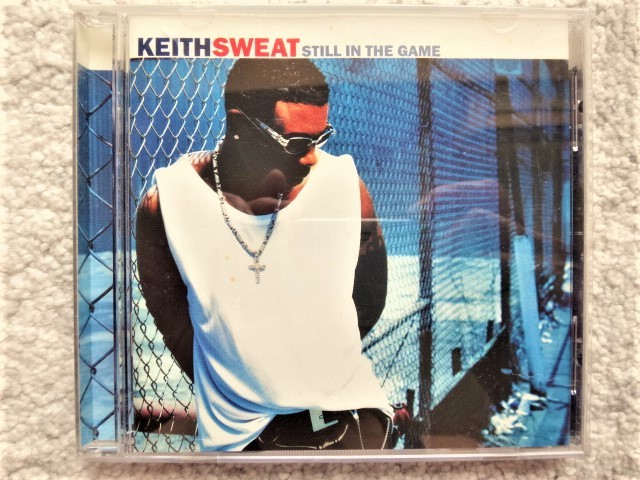 KEITHSWEAT STILL IN THE GAME